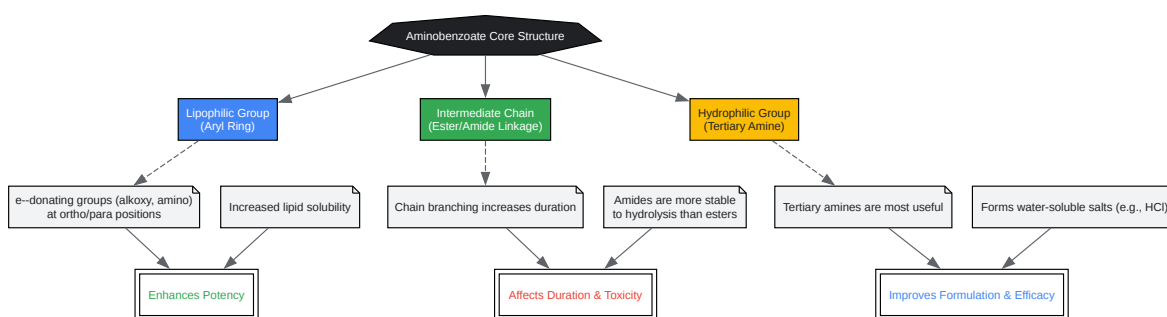 Aminobenzoate Core Structure
Lipophilic Group
(Aryl Ring)
Intermediate Chain
(Ester/Amide Linkage)
Hydrophilic Group
(Tertiary Amine)
e--donating groups (alkoxy, amino)
at ortho/para positions
Increased lipid solubility
Chain branching increases duration
Amides are more stable
to hydrolysis than esters
Tertiary amines are most useful
Forms water-soluble salts (e.g., HCl)
Enhances Potency
Affects Duration & Toxicity
Improves Formulation & Efficacy